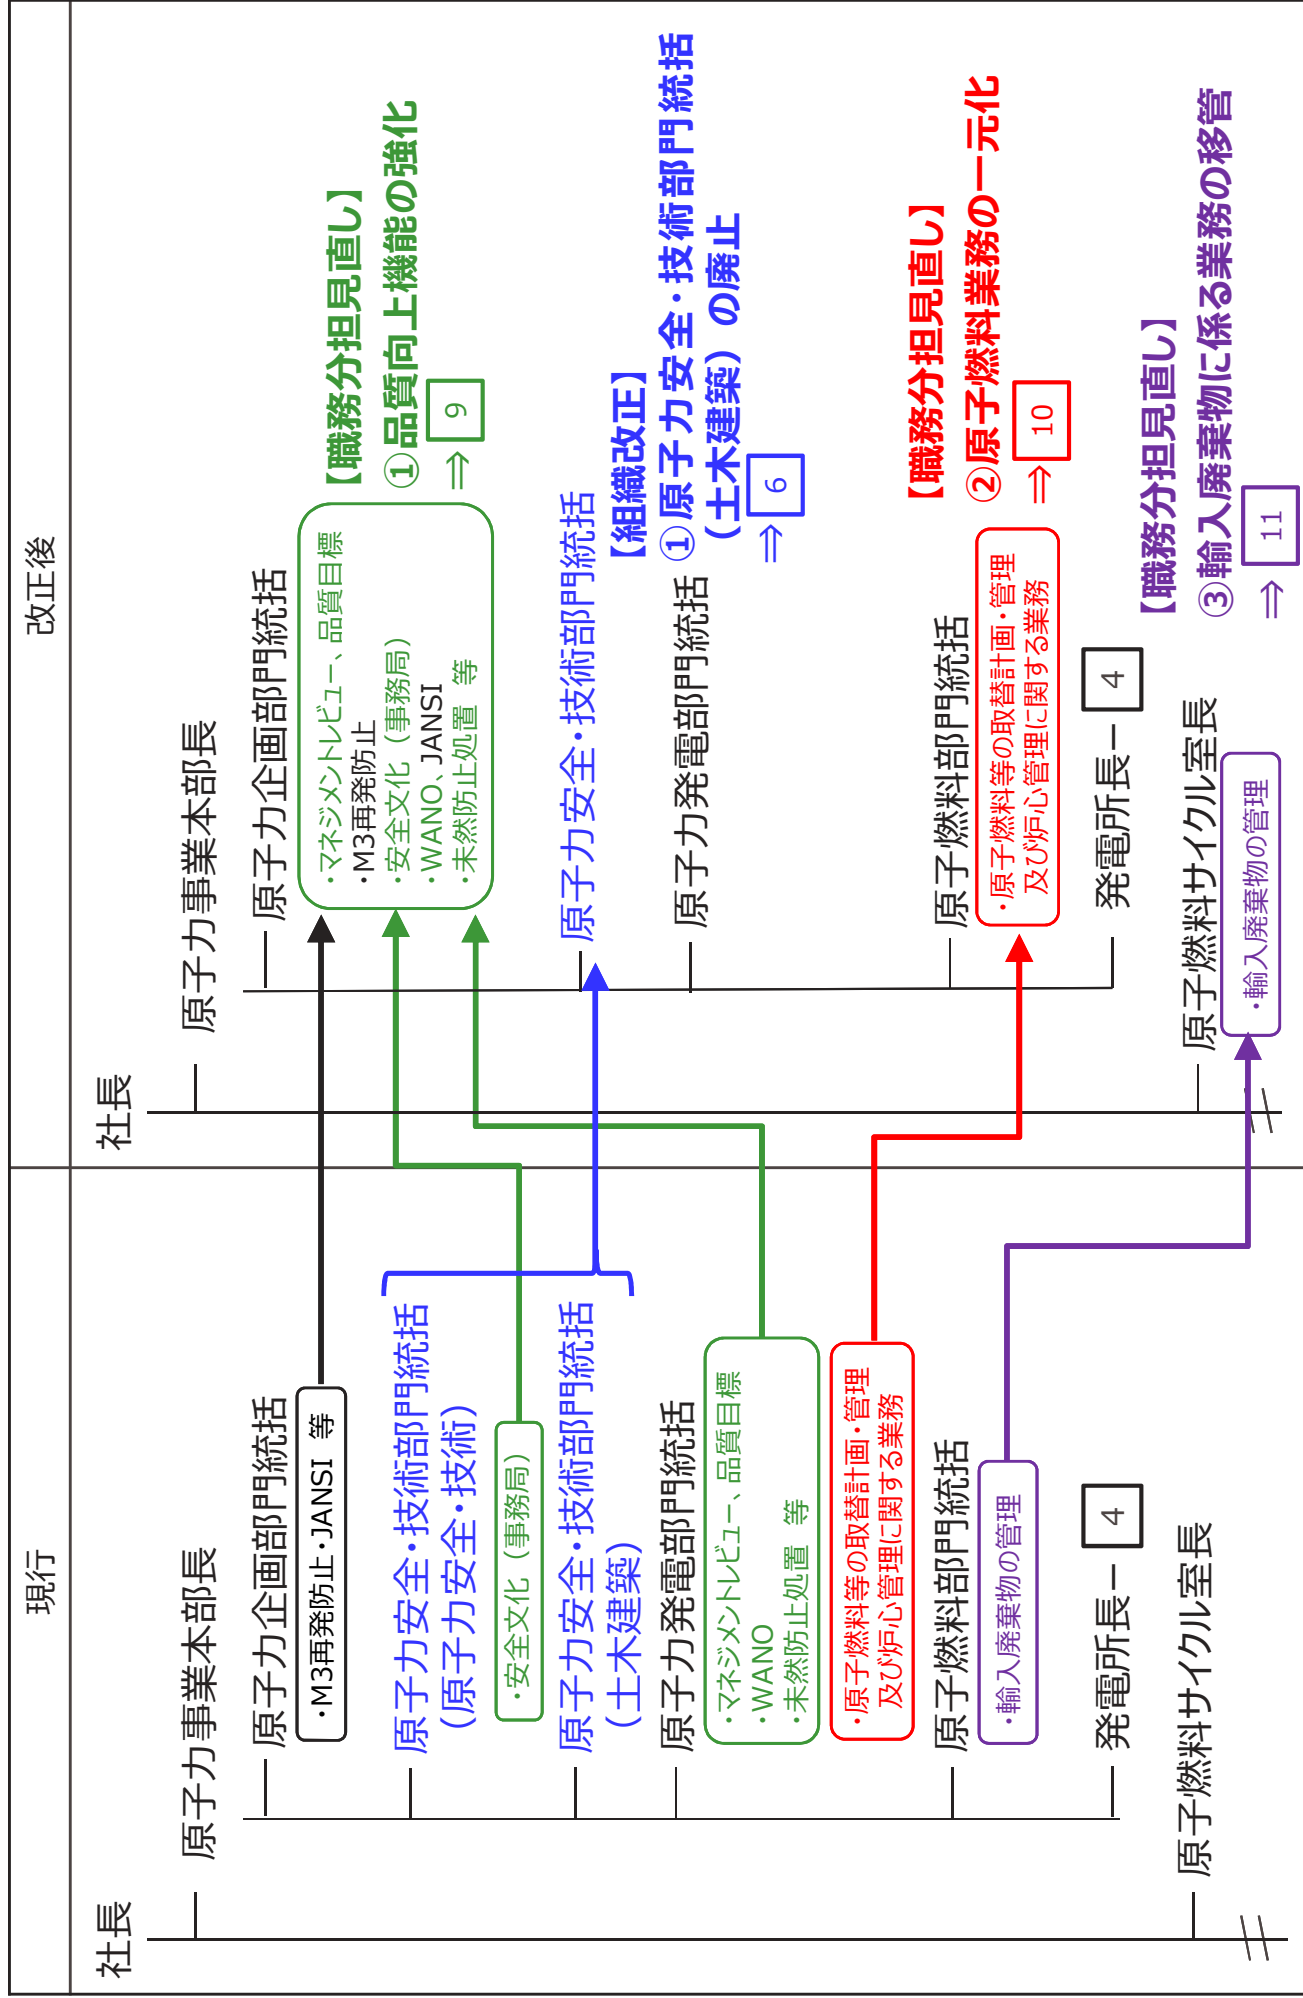 現行
社長
原子力事業本部長
原子力企画部門統括
・M3再発防止・JANSI 等
原子力安全・技術部門統括
(原子力安全・技術)
・安全文化（事務局）
原子力安全・技術部門統括
(土木建築)
原子力発電部門統括
・マネジメントレビュー、品質目標
・WANO
・未然防止処置 等
・原子燃料等の取替計画・管理
及び炉心管理に関する業務
原子燃料部門統括
・輸入廃棄物の管理
発電所長ー 4
原子燃料サイクル室長
改正後
社長
原子力事業本部長
原子力企画部門統括
・マネジメントレビュー、品質目標
・M3再発防止
・安全文化（事務局）
・WANO、JANSI
・未然防止処置 等
【職務分担見直し】
①品質向上機能の強化
⇒ 9
原子力安全・技術部門統括
【組織改正】
①原子力安全・技術部門統括
(土木建築）の廃止
⇒ 6
原子力発電部門統括
原子燃料部門統括
・原子燃料等の取替計画・管理
及び炉心管理に関する業務
【職務分担見直し】
②原子燃料業務の一元化
⇒ 10
発電所長ー 4
原子燃料サイクル室長
・輸入廃棄物の管理
【職務分担見直し】
③輸入廃棄物に係る業務の移管
⇒ 11